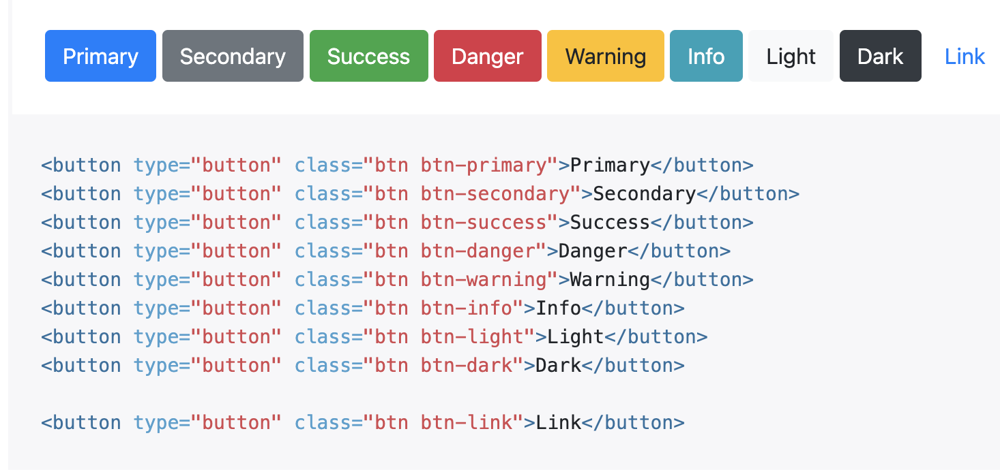 Primary Secondary Success Danger Warning Info Light Dark Link
<button type="button" class="btn btn-primary">Primary</button>
<button type="button" class="btn btn-secondary">Secondary</button>
<button type="button" class="btn btn-success">Success</button>
<button type="button" class="btn btn-danger">Danger</button>
<button type="button" class="btn btn-warning">Warning</button>
<button type="button" class="btn btn-info">Info</button>
<button type="button" class="btn btn-light">Light</button>
<button type="button" class="btn btn-dark">Dark</button>
<button type="button" class="btn btn-link">Link</button>